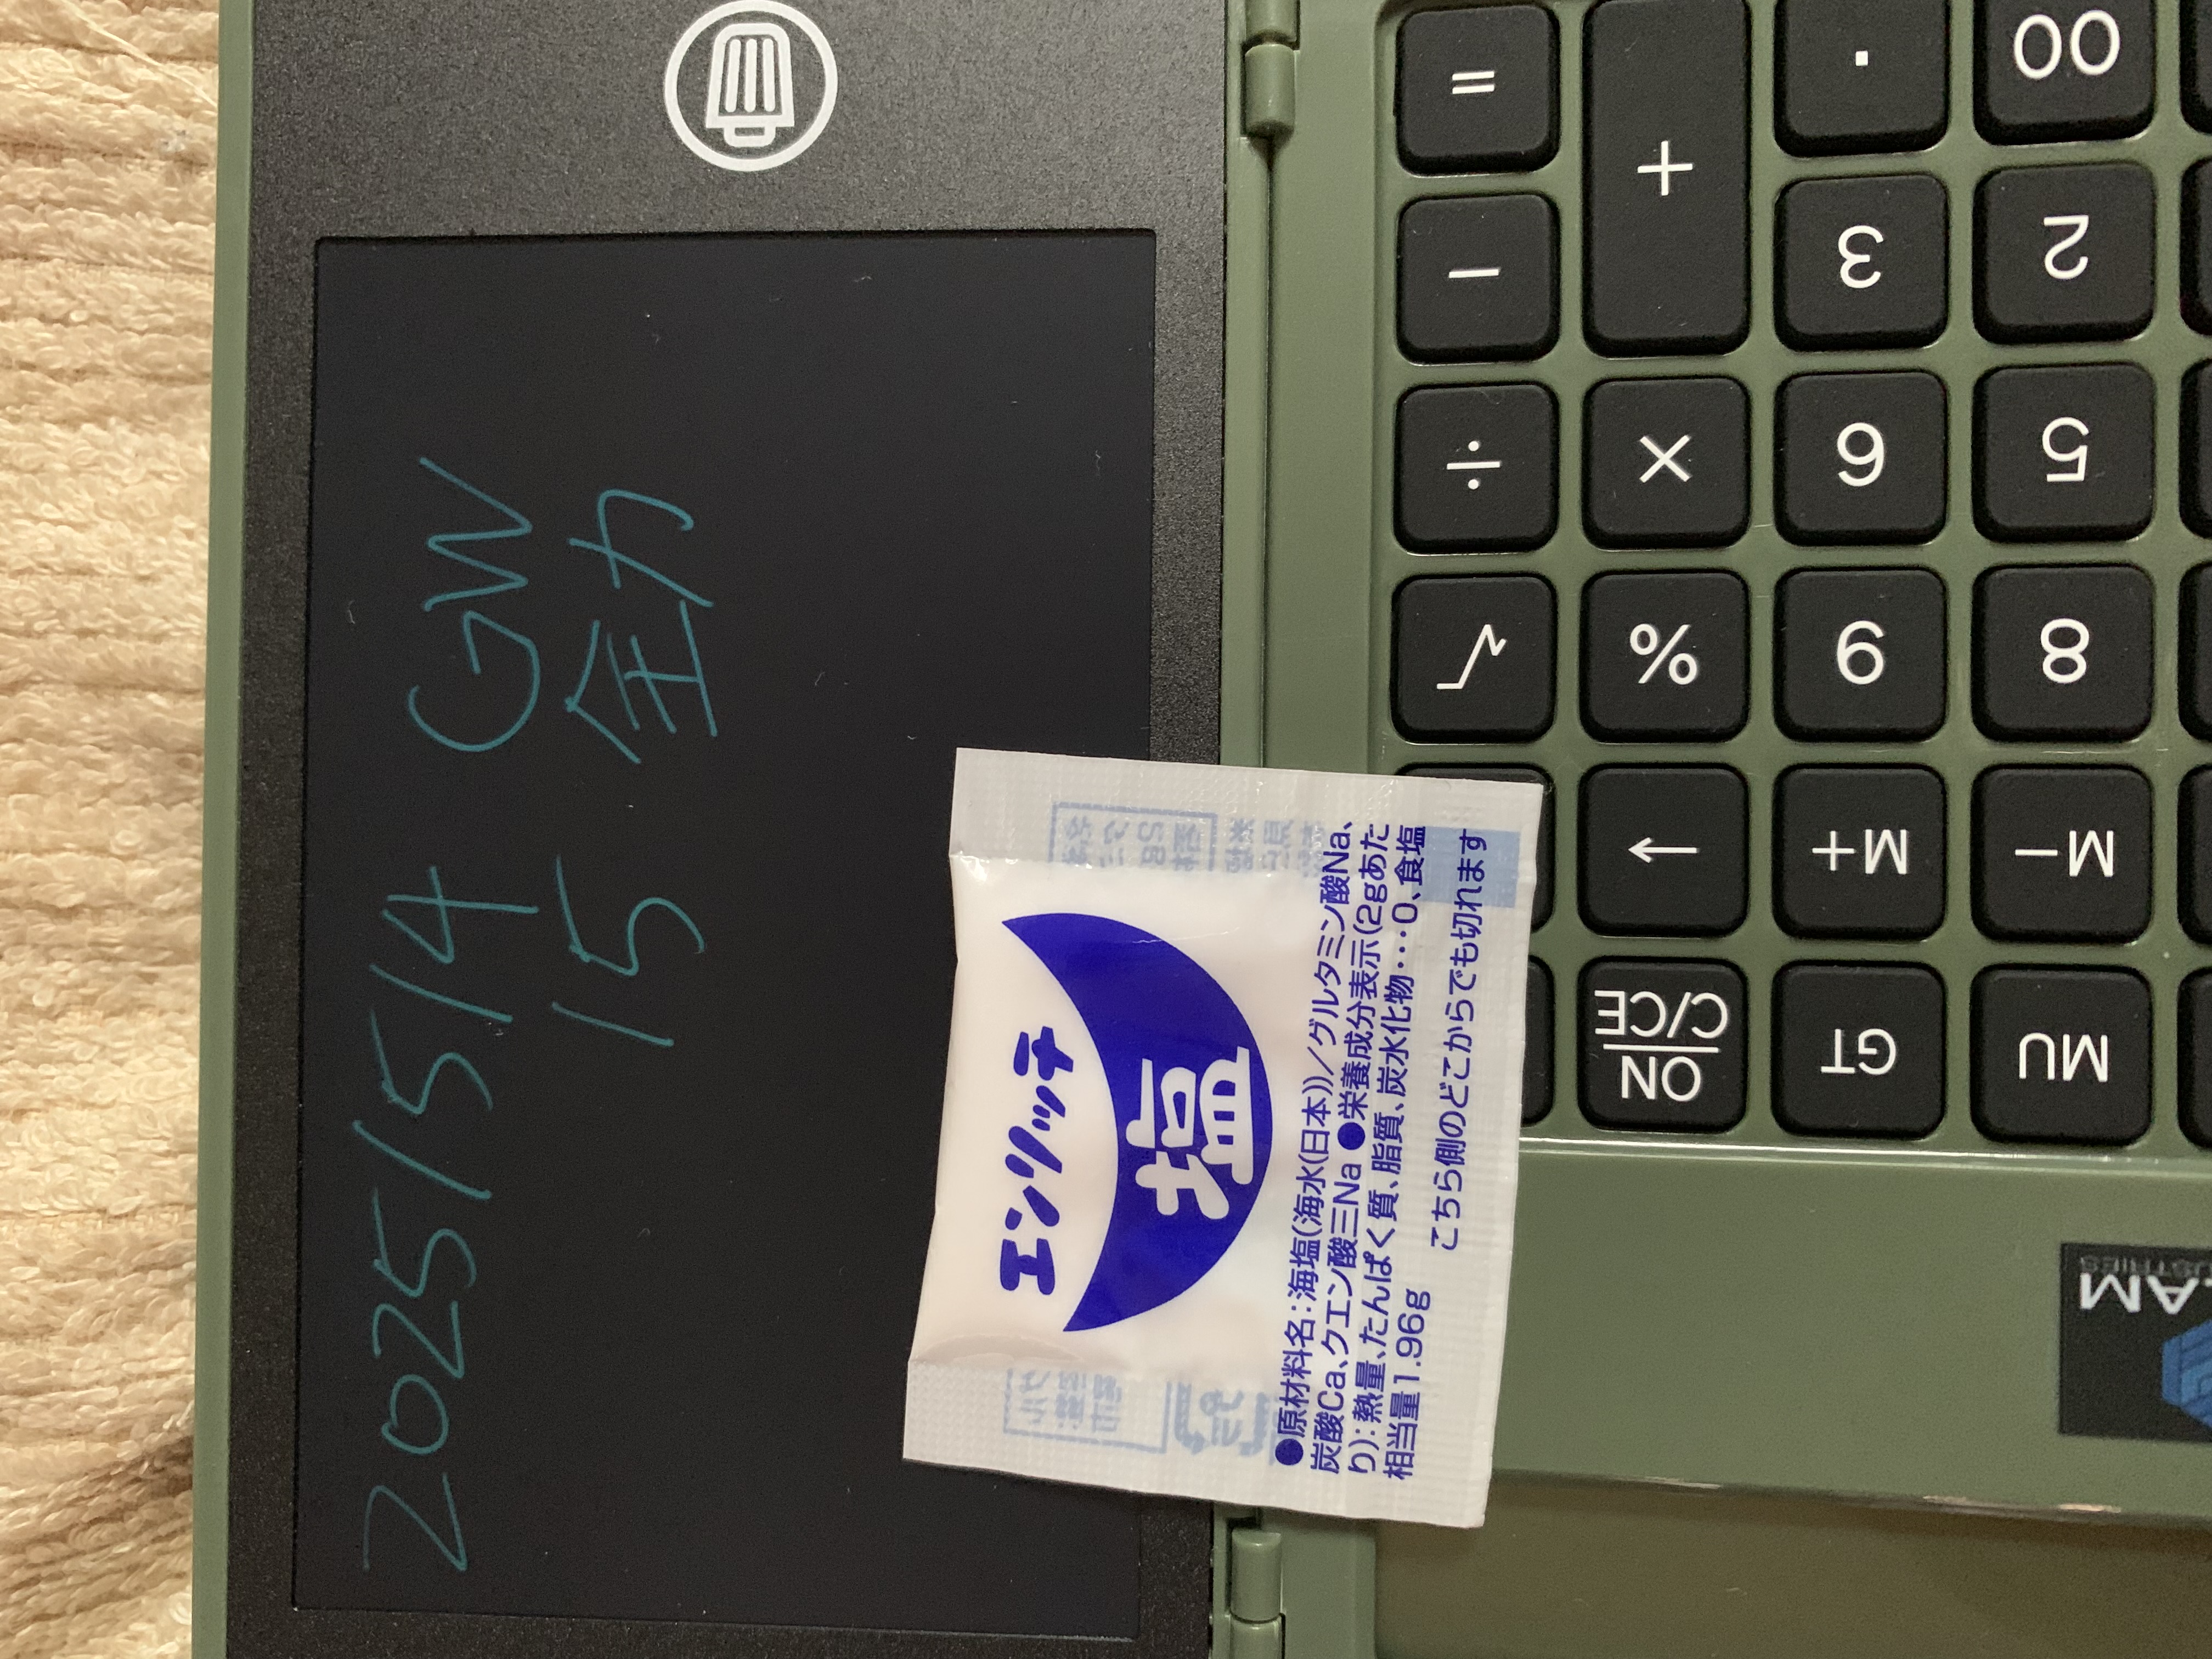 2025/5/4 GW
15 全力
エンリッチ
塩
●原材料名:海塩(海水(日本))/グルタミン酸Na、
炭酸Ca、クエン酸三Na ●栄養成分表示(2gあた
り):熱量、たんぱく質、脂質、炭水化物…0、食塩
相当量1.96g
こちら側のどこからでも切れます
= + . 00
− 3 2
÷ × 6 5
√ % 9 8
→ M+ M−
ON
C/CE
GT MU
AM